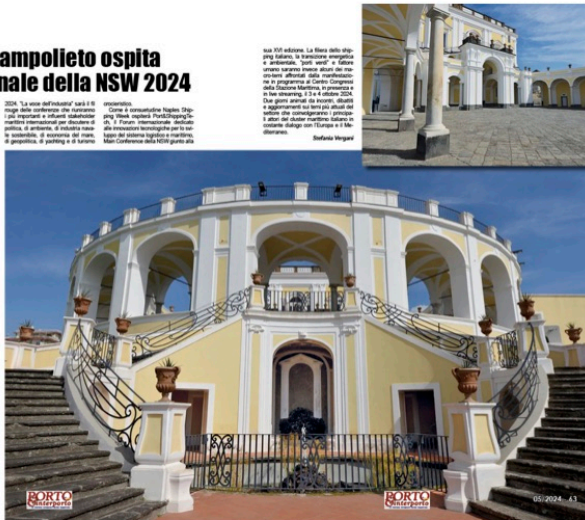 ampolieto ospita
nale della NSW 2024
2024. "La voce dell'industria" sarà il fil
rouge delle conferenze che riuniranno
i più importanti e influenti stakeholder
marittimi internazionali per discutere di
politica, di ambiente, di industria nava-
le sostenibile, di economia del mare,
di geopolitica, di yachting e di turismo
crocieristico.
Come è consuetudine Naples Ship-
ping Week ospiterà Port&ShippingTe-
ch, il Forum internazionale dedicato
alle innovazioni tecnologiche per lo svi-
luppo del sistema logistico e marittimo,
Main Conference della NSW giunto alla
sua XVI edizione. La filiera dello ship-
ping italiano, la transizione energetica
e ambientale, "porti verdi" e fattore
umano saranno invece alcuni dei ma-
cro-temi affrontati dalla manifestazio-
ne in programma al Centro Congressi
della Stazione Marittima, in presenza e
in live streaming, il 3 e 4 ottobre 2024.
Due giorni animati da incontri, dibattiti
e aggiornamenti sui temi più attuali del
settore che coinvolgeranno i principa-
li attori del cluster marittimo italiano in
costante dialogo con l'Europa e il Me-
diterraneo.
Stefania Vergani
PORTO
&interporto
PORTO
&interporto
05/2024 63